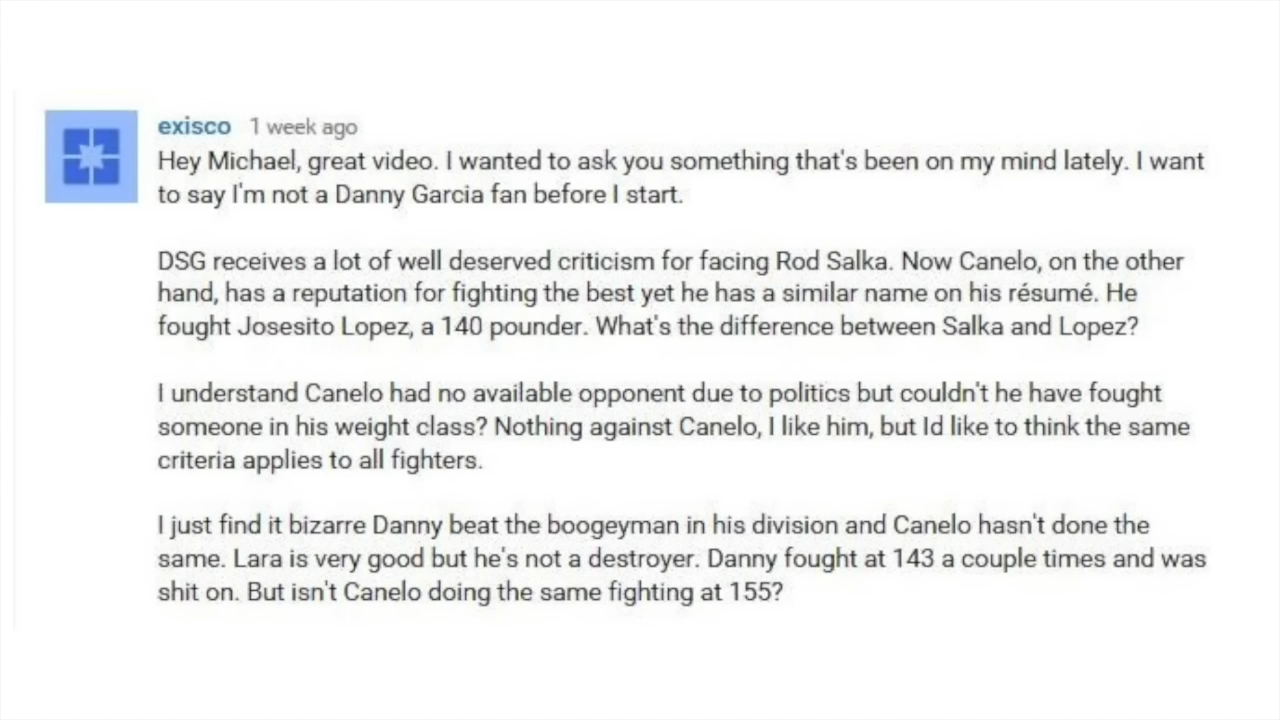 exisco 1 week ago
Hey Michael, great video. I wanted to ask you something that's been on my mind lately. I want
to say I'm not a Danny Garcia fan before I start.
DSG receives a lot of well deserved criticism for facing Rod Salka. Now Canelo, on the other
hand, has a reputation for fighting the best yet he has a similar name on his résumé. He
fought Josesito Lopez, a 140 pounder. What's the difference between Salka and Lopez?
I understand Canelo had no available opponent due to politics but couldn't he have fought
someone in his weight class? Nothing against Canelo, I like him, but Id like to think the same
criteria applies to all fighters.
I just find it bizarre Danny beat the boogeyman in his division and Canelo hasn't done the
same. Lara is very good but he's not a destroyer. Danny fought at 143 a couple times and was
shit on. But isn't Canelo doing the same fighting at 155?